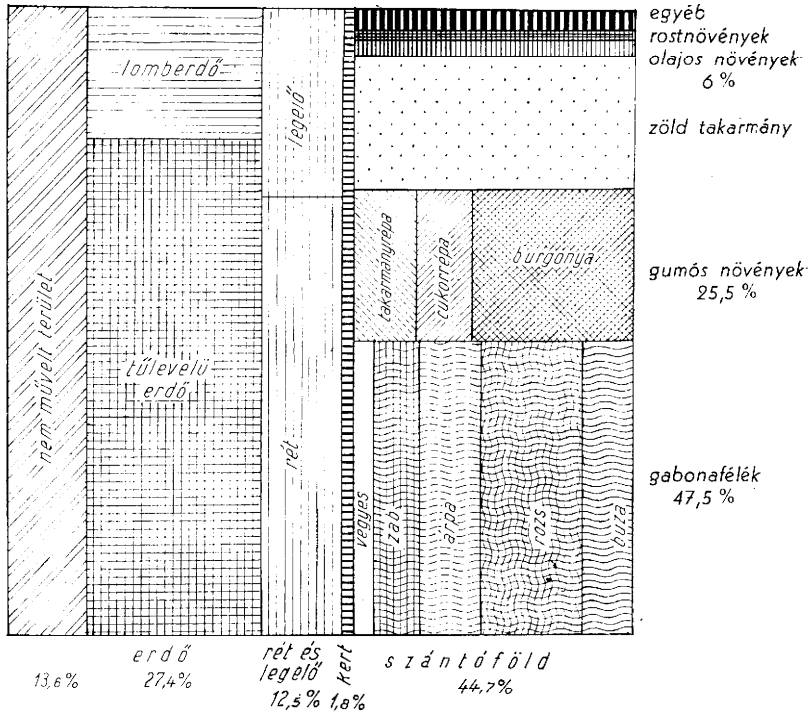 egyéb
rostnövények
olajos növények
6 %
zöld takarmány
gumós növények
25,5 %
gabonafélék
47,5 %
nem művelt terület
lomberdő
tűlevelű
erdő
legelő
rét
takarmányrépa
cukorrépa
burgonya
vegyes
zab
árpa
rozs
búza
13,6%
erdő
27,4%
rét és
legelő
12,5%
kert
1,8%
szántóföld
44,7%